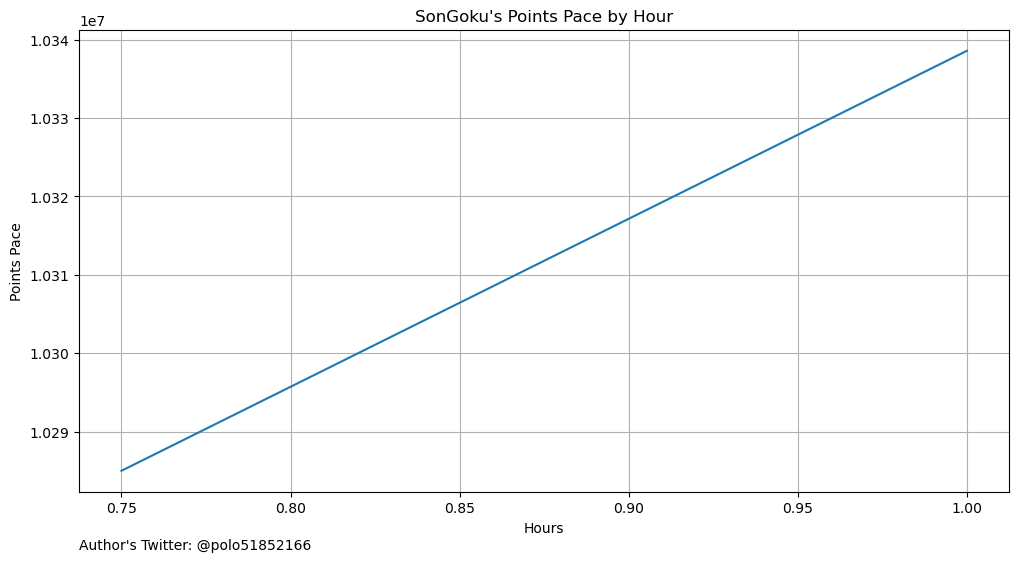 SonGoku's Points Pace by Hour
1e7
1.034
1.033
1.032
1.031
1.030
1.029
Points Pace
0.75 0.80 0.85 0.90 0.95 1.00
Hours
Author's Twitter: @polo51852166